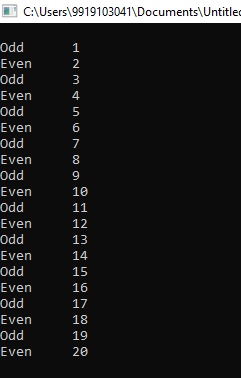 C:\Users\9919103041\Documents\Untitle
Odd 1
Even 2
Odd 3
Even 4
Odd 5
Even 6
Odd 7
Even 8
Odd 9
Even 10
Odd 11
Even 12
Odd 13
Even 14
Odd 15
Even 16
Odd 17
Even 18
Odd 19
Even 20